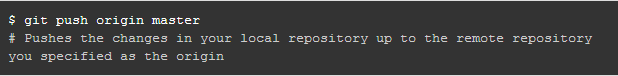 $ git push origin master
# Pushes the changes in your local repository up to the remote repository
you specified as the origin